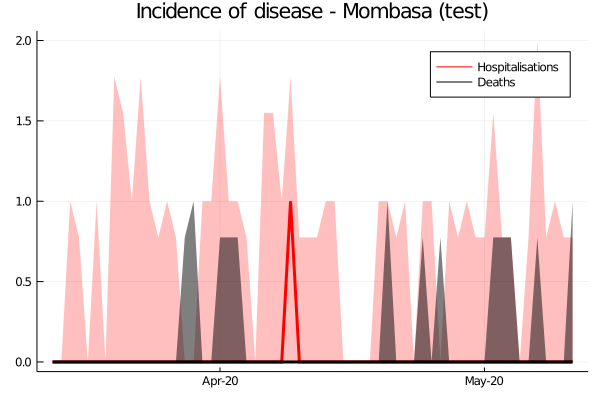 Incidence of disease - Mombasa (test)
2.0
Hospitalisations
Deaths
1.5
1.0
0.5
0.0
Apr-20
May-20